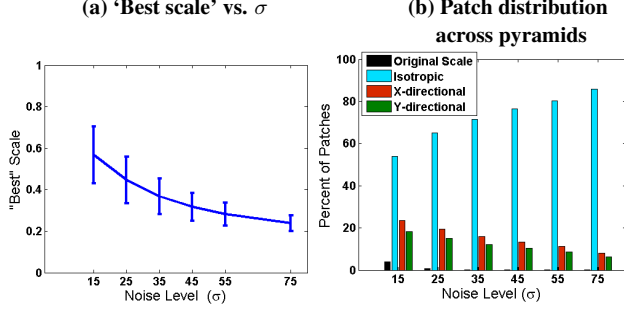 (a) ‘Best scale’ vs. σ
1
0.8
0.6
0.4
0.2
0
"Best" Scale
15 25 35 45 55 75
Noise Level (σ)
(b) Patch distribution
across pyramids
100
80
60
40
20
0
Percent of Patches
Original Scale
Isotropic
X-directional
Y-directional
15 25 35 45 55 75
Noise Level (σ)